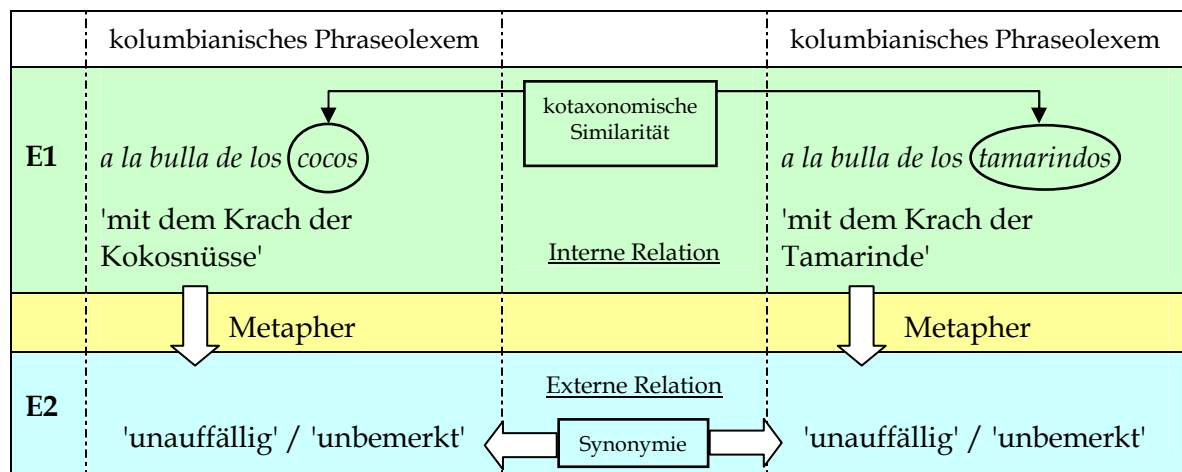 kolumbianisches Phraseolexem
kolumbianisches Phraseolexem
E1
kotaxonomische
Similarität
a la bulla de los cocos
a la bulla de los tamarindos
'mit dem Krach der
Kokosnüsse'
Interne Relation
'mit dem Krach der
Tamarinde'
Metapher
Metapher
E2
Externe Relation
'unauffällig' / 'unbemerkt'
Synonymie
'unauffällig' / 'unbemerkt'